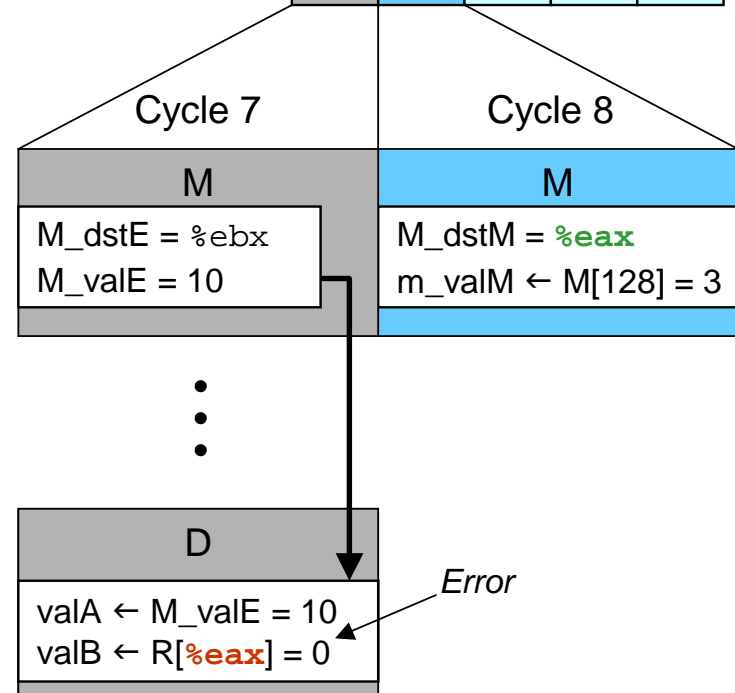 Cycle 7
Cycle 8
M
M
M_dstE = %ebx
M_valE = 10
M_dstM = %eax
m_valM ← M[128] = 3
D
Error
valA ← M_valE = 10
valB ← R[%eax] = 0